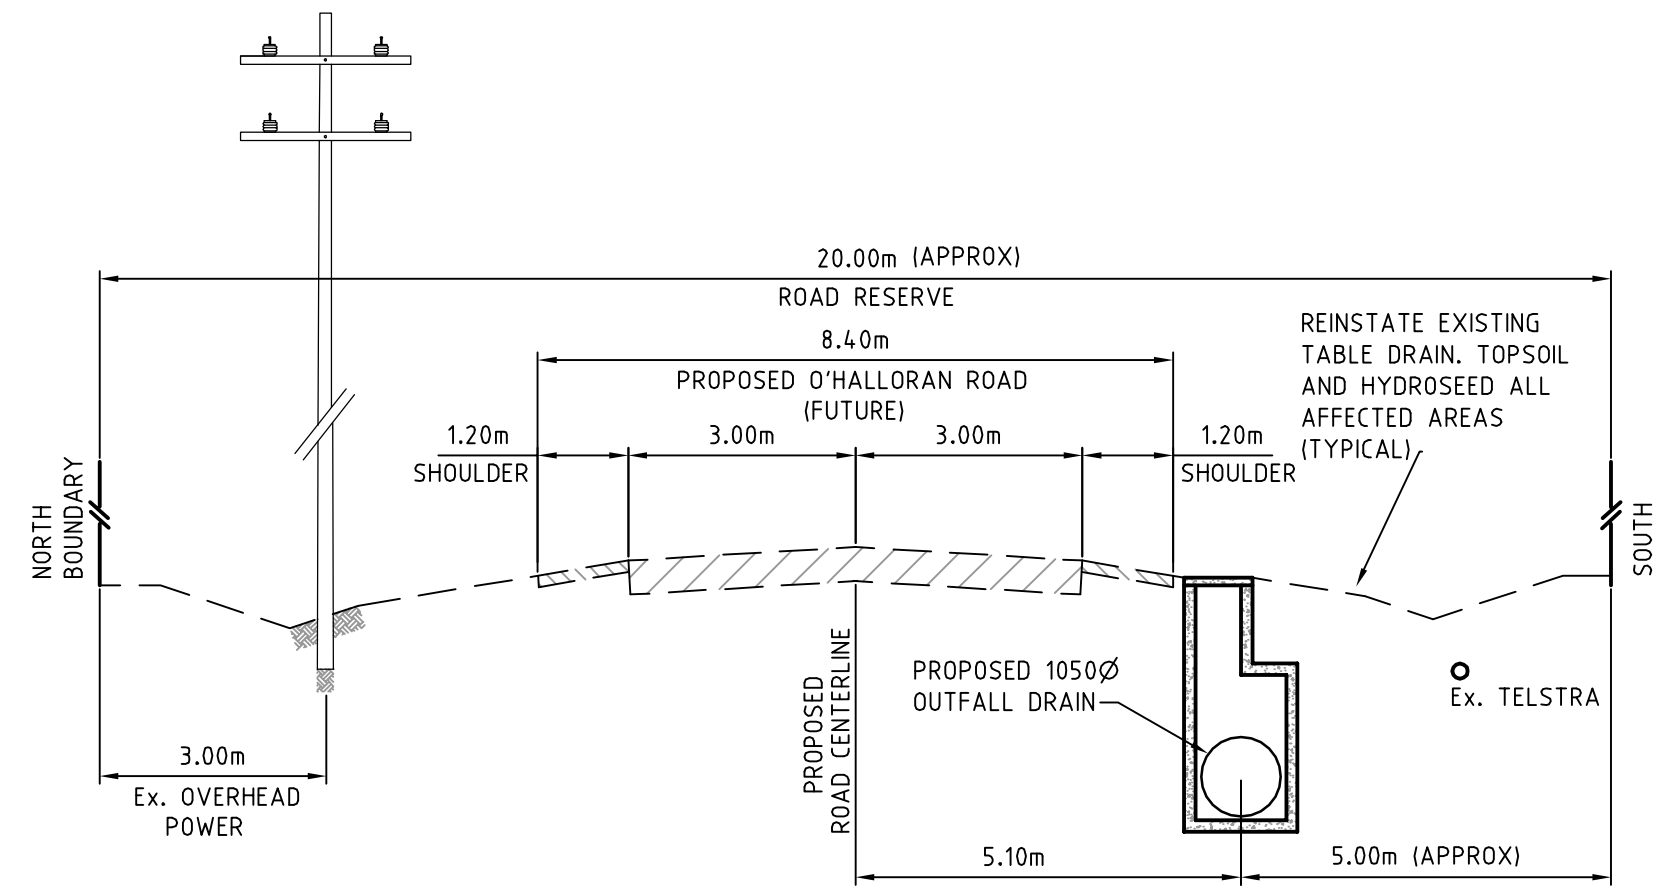 20.00m (APPROX)
ROAD RESERVE
8.40m
PROPOSED O'HALLORAN ROAD
(FUTURE)
1.20m
SHOULDER
3.00m
3.00m
1.20m
SHOULDER
REINSTATE EXISTING
TABLE DRAIN. TOPSOIL
AND HYDROSEED ALL
AFFECTED AREAS
(TYPICAL)
NORTH
BOUNDARY
SOUTH
PROPOSED
ROAD CENTERLINE
PROPOSED 1050Ø
OUTFALL DRAIN
Ex. TELSTRA
3.00m
Ex. OVERHEAD
POWER
5.10m
5.00m (APPROX)